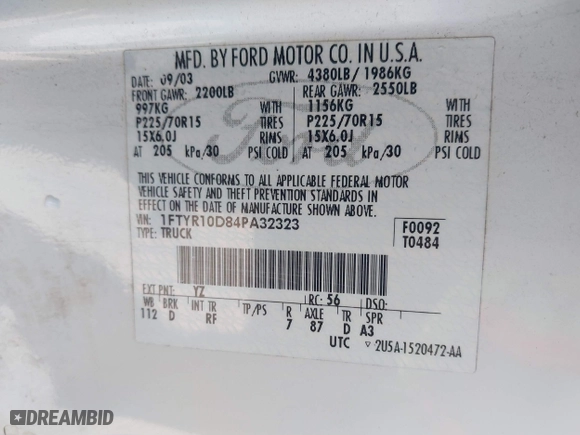 MFD. BY FORD MOTOR CO. IN U.S.A.
DATE: 09/03 GVWR: 4380LB/ 1986KG
FRONT GAWR: 2200LB REAR GAWR: 2550LB
997KG WITH 1156KG WITH
P225/70R15 TIRES P225/70R15 TIRES
15X6.0J RIMS 15X6.0J RIMS
AT 205 kPa/30 PSI COLD AT 205 kPa/30 PSI COLD
Ford
THIS VEHICLE CONFORMS TO ALL APPLICABLE FEDERAL MOTOR
VEHICLE SAFETY AND THEFT PREVENTION STANDARDS IN
EFFECT ON THE DATE OF MANUFACTURE SHOWN ABOVE.
VIN: 1FTYR10D84PA32323 F0092
TYPE: TRUCK T0484
EXT PNT: YZ RC: 56 DSO:
WB BRK INT TR TP/PS R AXLE TR SPR
112 D RF 7 87 D A3
UTC ▽ 2U5A-1520472-AA
DREAMBID